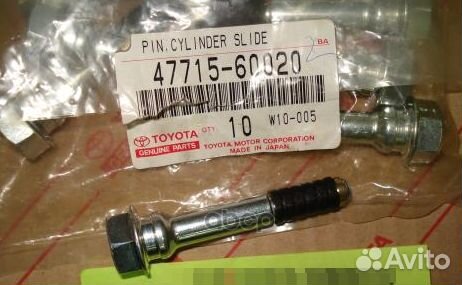 PIN.CYLINDER SLIDE
47715-60020
2
BA
TOYOTA
GENUINE PARTS
QTY
10
W10-005
TOYOTA MOTOR CORPORATION
MADE IN JAPAN
Avito